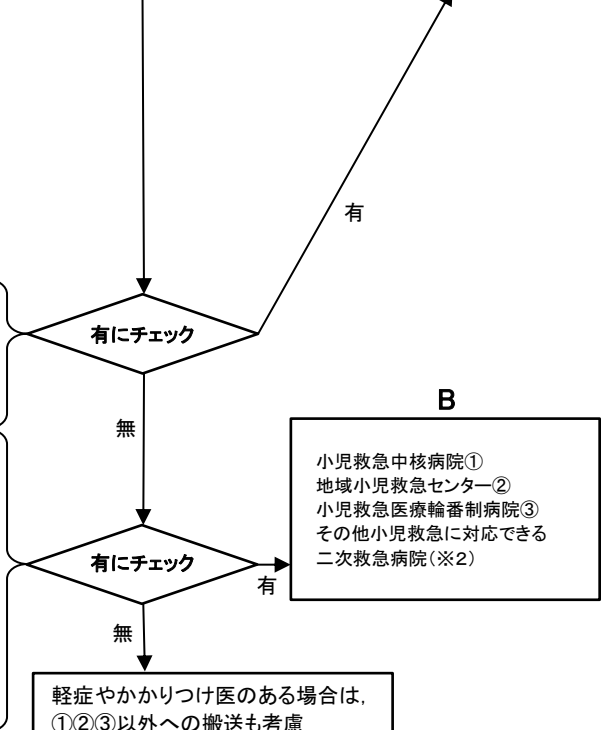 有
有にチェック
無
B
小児救急中核病院①
地域小児救急センター②
小児救急医療輪番制病院③
その他小児救急に対応できる
二次救急病院(※2)
有にチェック
有
無
軽症やかかりつけ医のある場合は,
①②③以外への搬送も考慮